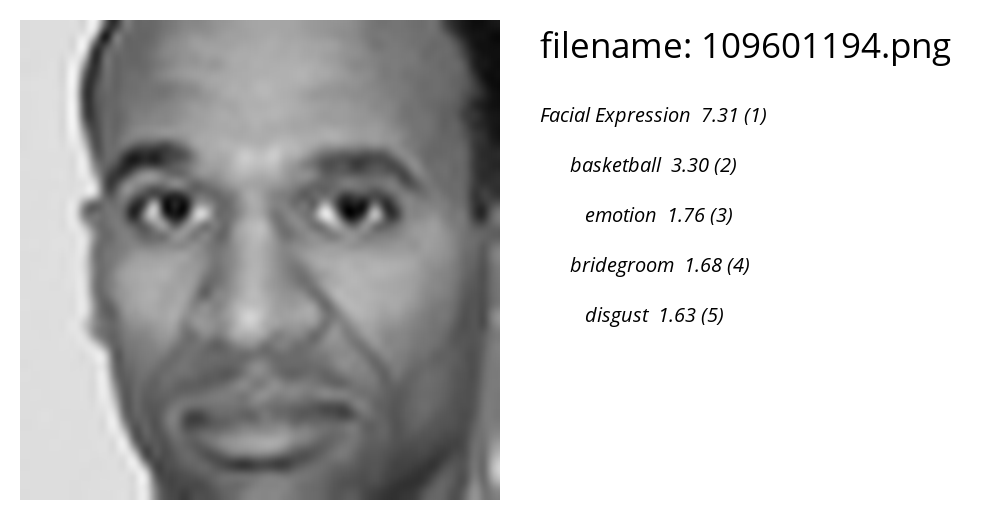 filename: 109601194.png
Facial Expression 7.31 (1)
basketball 3.30 (2)
emotion 1.76 (3)
bridegroom 1.68 (4)
disgust 1.63 (5)